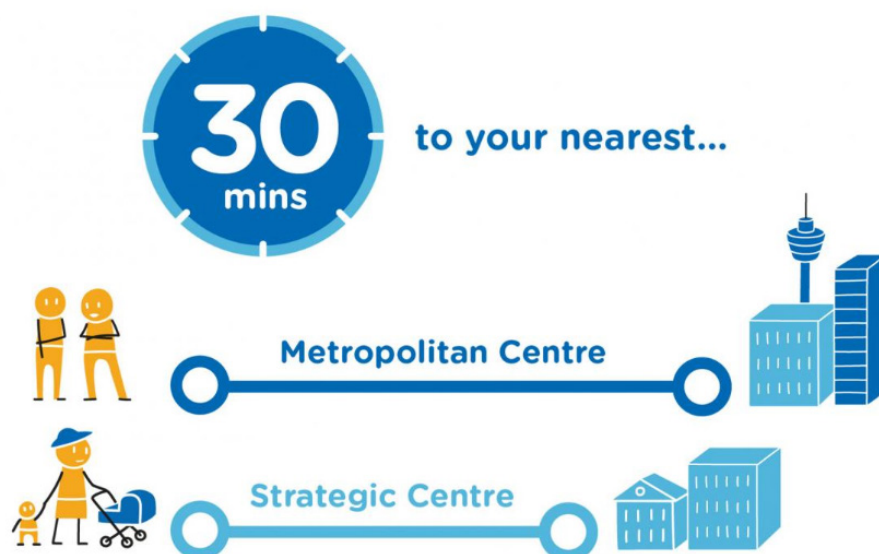 30
mins
to your nearest...
Metropolitan Centre
Strategic Centre